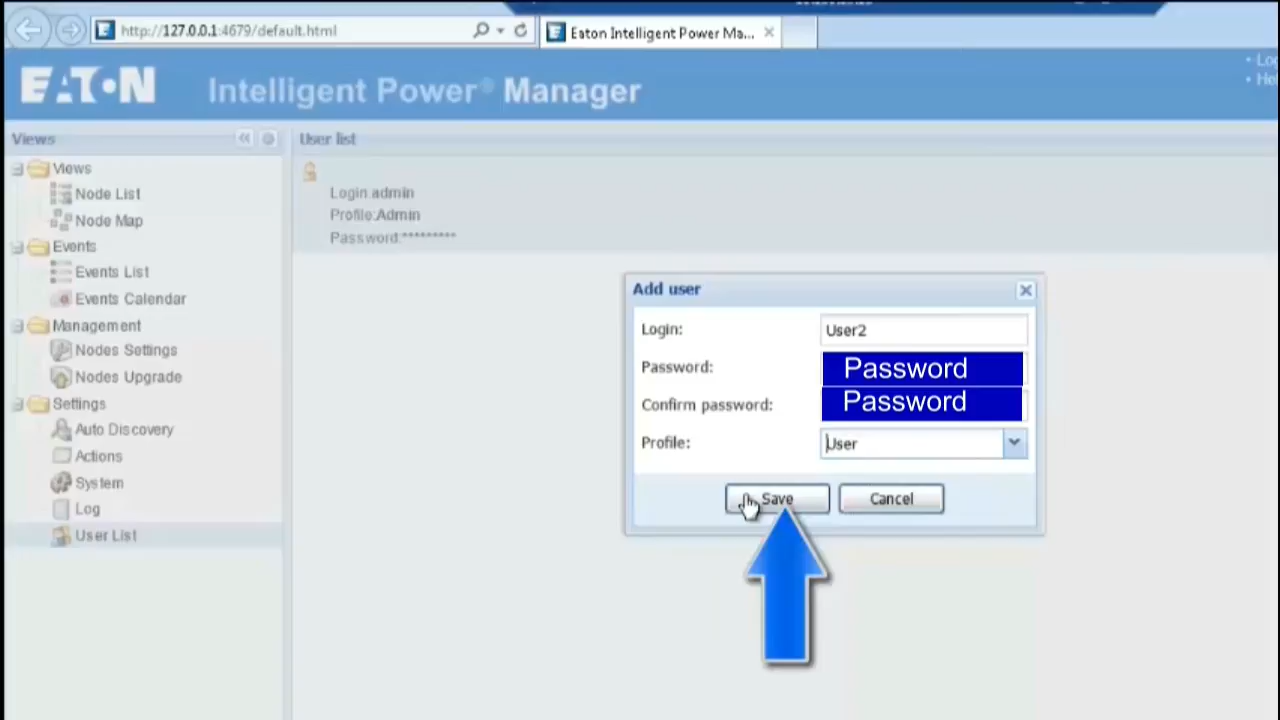 http://127.0.0.1:4679/default.html
Eaton Intelligent Power Ma...
EATON Intelligent Power® Manager
Views
User list
Views
Node List
Node Map
Events
Events List
Events Calendar
Management
Nodes Settings
Nodes Upgrade
Settings
Auto Discovery
Actions
System
Log
User List
Login:admin
Profile:Admin
Password:*********
Add user
Login: User2
Password: Password
Confirm password: Password
Profile: User
Save Cancel